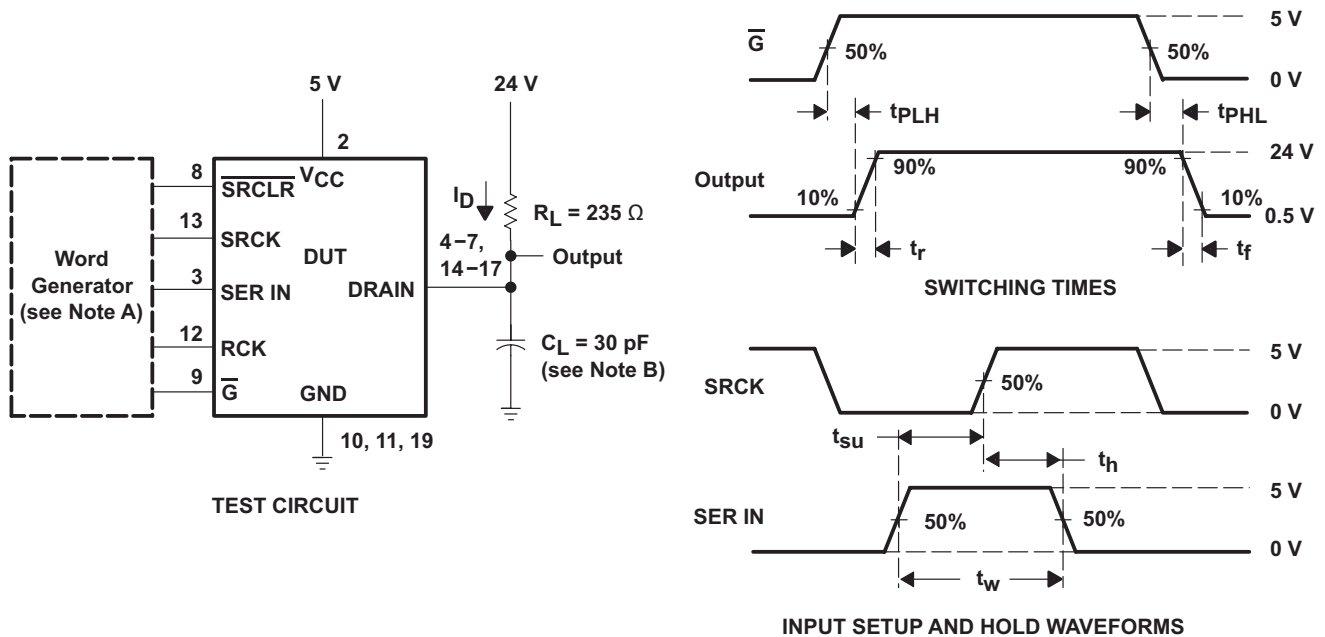 5 V
24 V
2
8
SRCLR
VCC
13
SRCK
DUT
Word
Generator
(see Note A)
3
SER IN
DRAIN
12
RCK
9
G
GND
10, 11, 19
ID
RL = 235 Ω
4−7,
14−17
Output
CL = 30 pF
(see Note B)
TEST CIRCUIT
G
50%
50%
5 V
0 V
tPLH
tPHL
Output
10%
90%
90%
10%
24 V
0.5 V
tr
tf
SWITCHING TIMES
SRCK
50%
5 V
0 V
tsu
th
SER IN
50%
50%
5 V
0 V
tw
INPUT SETUP AND HOLD WAVEFORMS